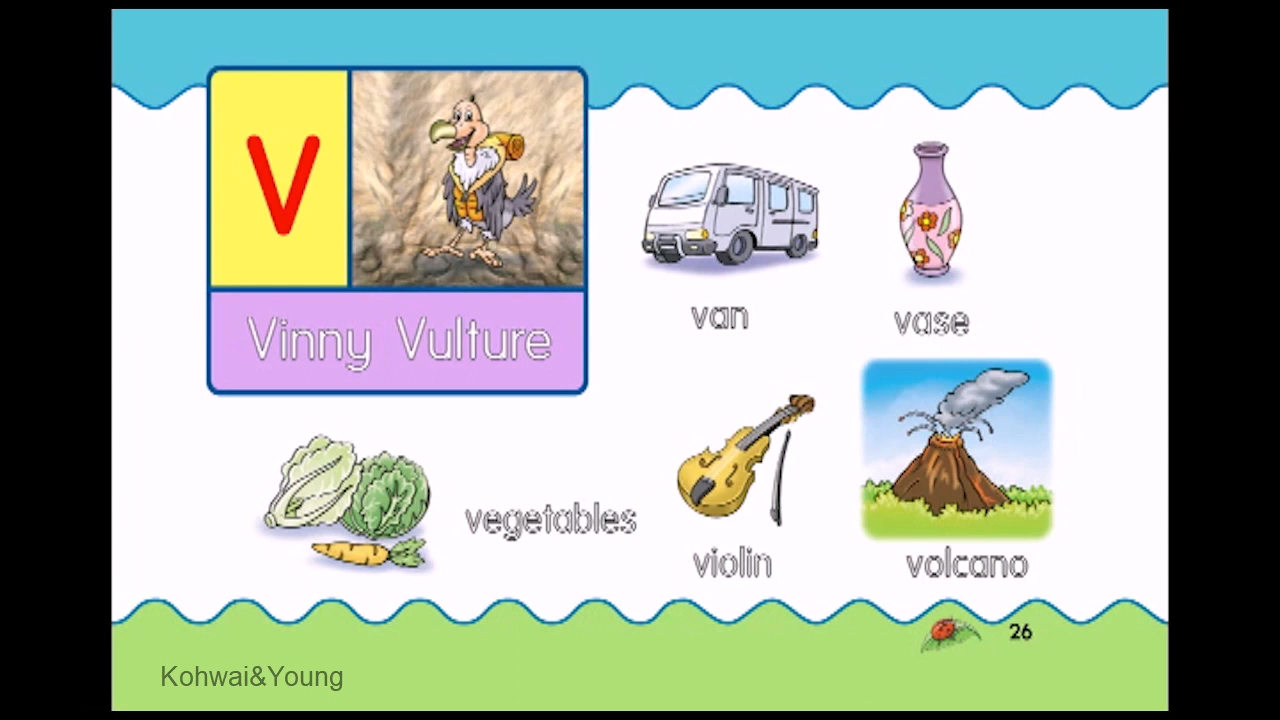 v
Vinny Vulture
van
vase
vegetables
violin
volcano
26
Kohwai&Young